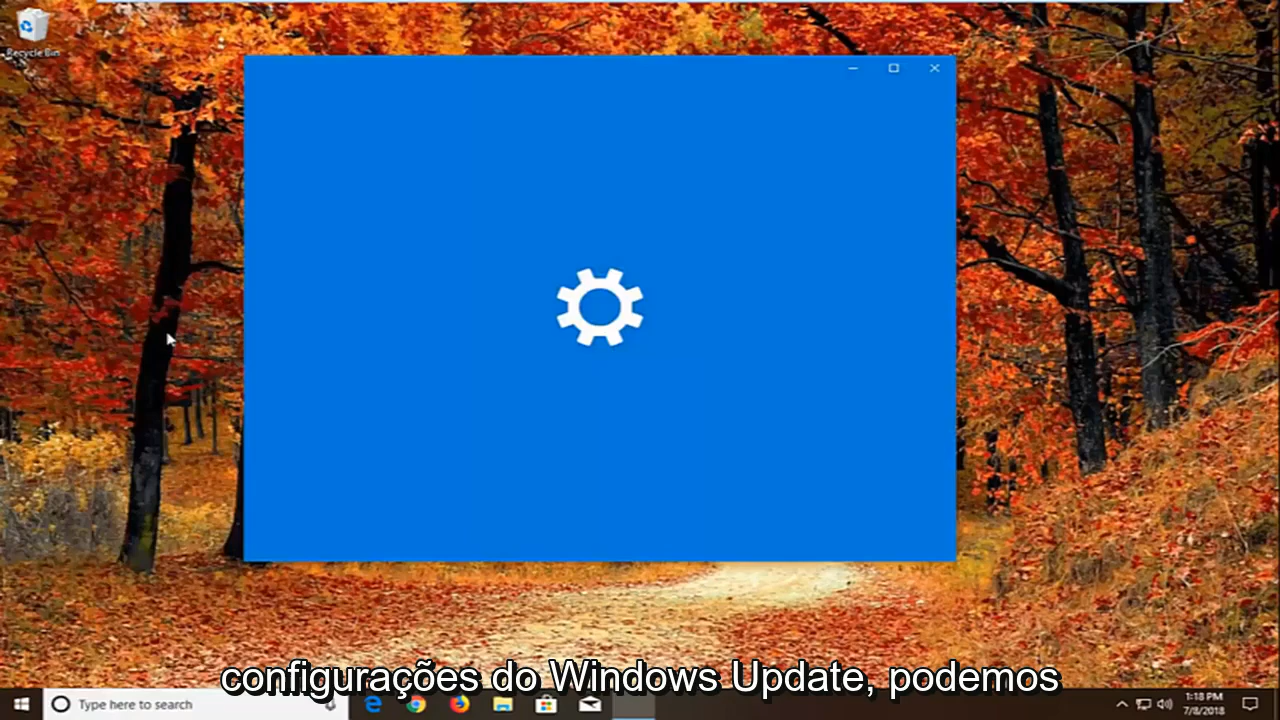 Recycle Bin
configurações do Windows Update, podemos
Type here to search
1:18 PM
7/8/2018